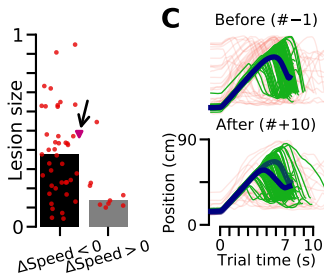 C
Before (#−1)
1
Lesion size
0
ΔSpeed < 0
ΔSpeed > 0
After (#+10)
90
Position (cm)
0
0
7
10
Trial time (s)